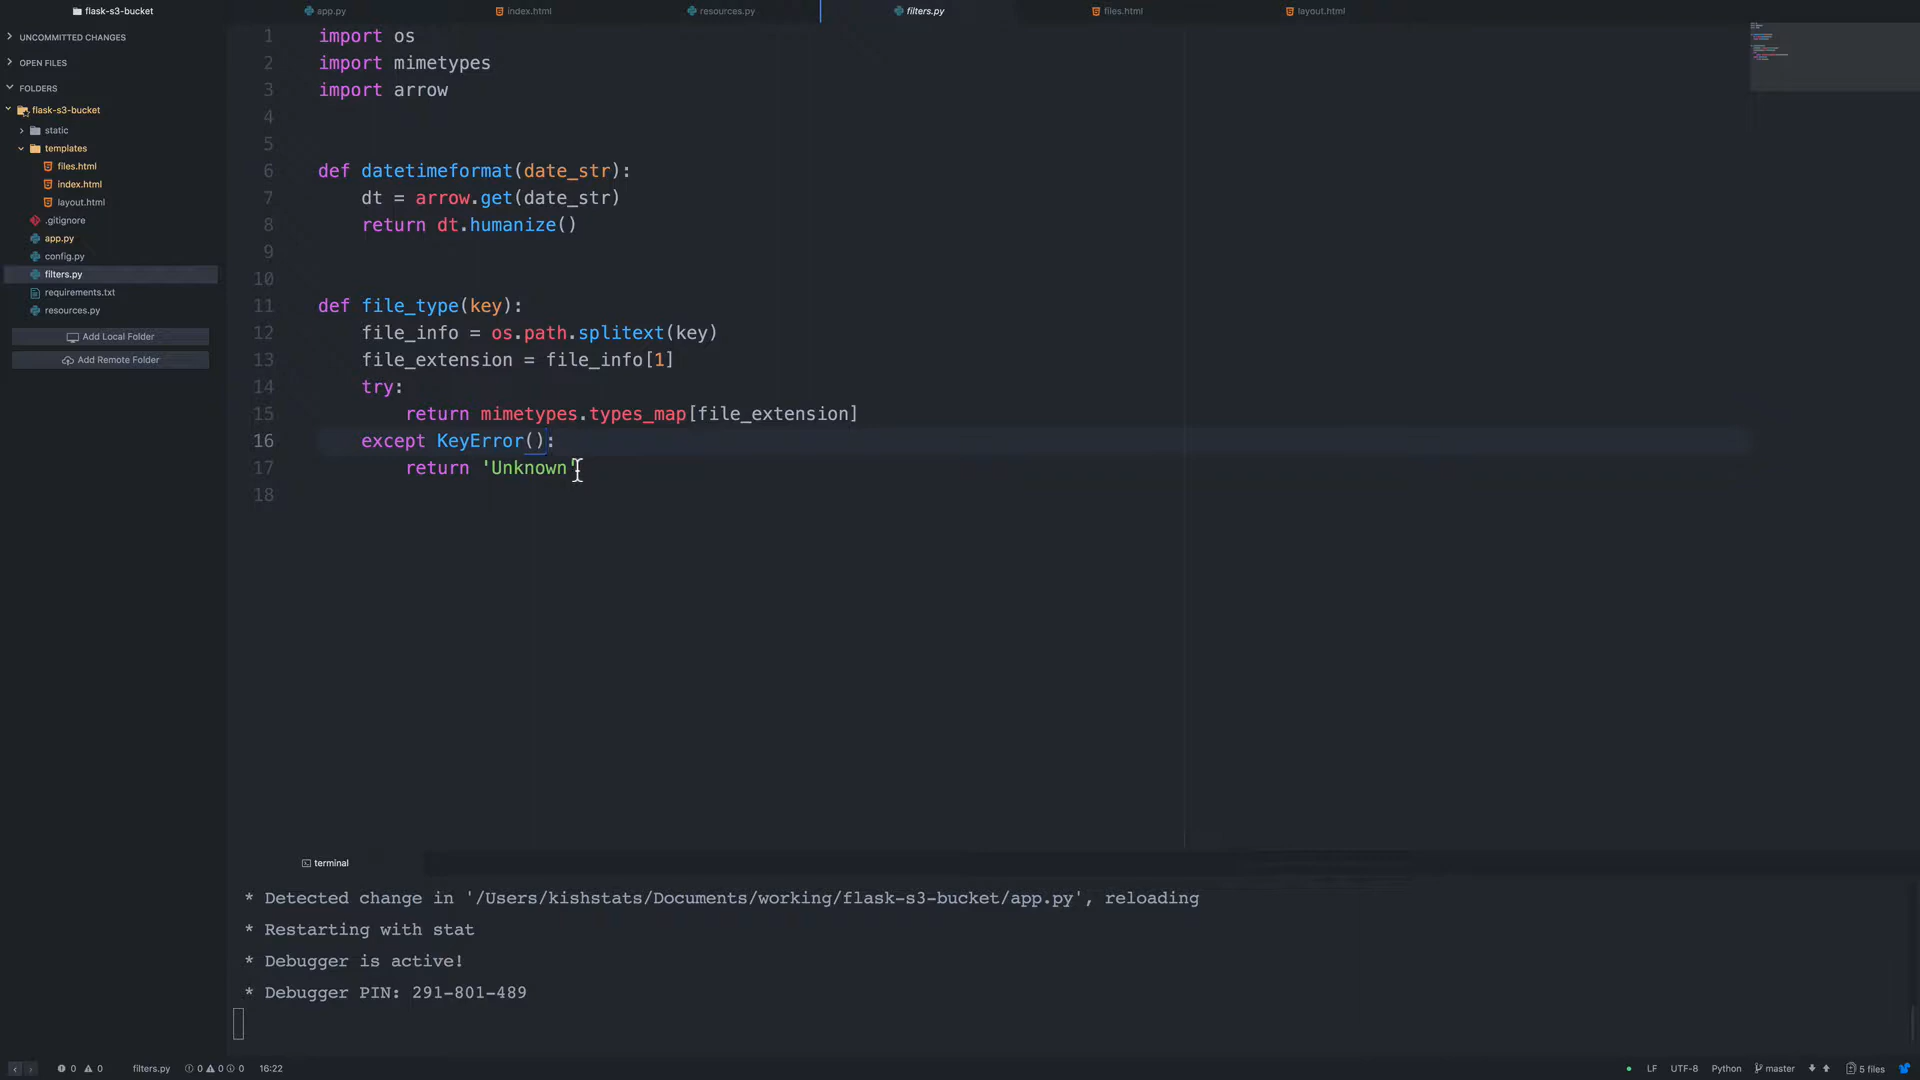 flask-s3-bucket
app.py
index.html
resources.py
filters.py
files.html
layout.html
UNCOMMITTED CHANGES
OPEN FILES
FOLDERS
flask-s3-bucket
static
templates
files.html
index.html
layout.html
.gitignore
app.py
config.py
filters.py
requirements.txt
resources.py
Add Local Folder
Add Remote Folder
1 import os
2 import mimetypes
3 import arrow
4
5
6 def datetimeformat(date_str):
7 dt = arrow.get(date_str)
8 return dt.humanize()
9
10
11 def file_type(key):
12 file_info = os.path.splitext(key)
13 file_extension = file_info[1]
14 try:
15 return mimetypes.types_map[file_extension]
16 except KeyError():
17 return 'Unknown'
18
terminal
* Detected change in '/Users/kishstats/Documents/working/flask-s3-bucket/app.py', reloading
* Restarting with stat
* Debugger is active!
* Debugger PIN: 291-801-489
0 0 filters.py 0 0 0 16:22
LF UTF-8 Python master 5 files